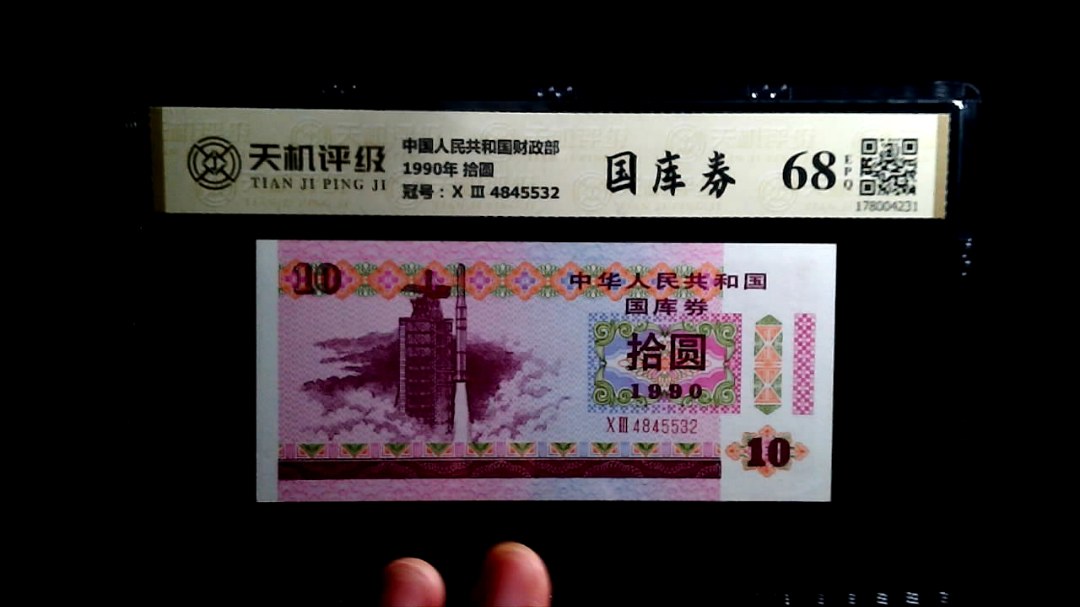 天机评级
TIAN JI PING JI
中国人民共和国财政部
1990年 拾圆
冠号：X Ⅲ 4845532
国库券
68
EPQ
178004231
10
中华人民共和国
国库券
拾圆
1990
XⅢ 4845532
10